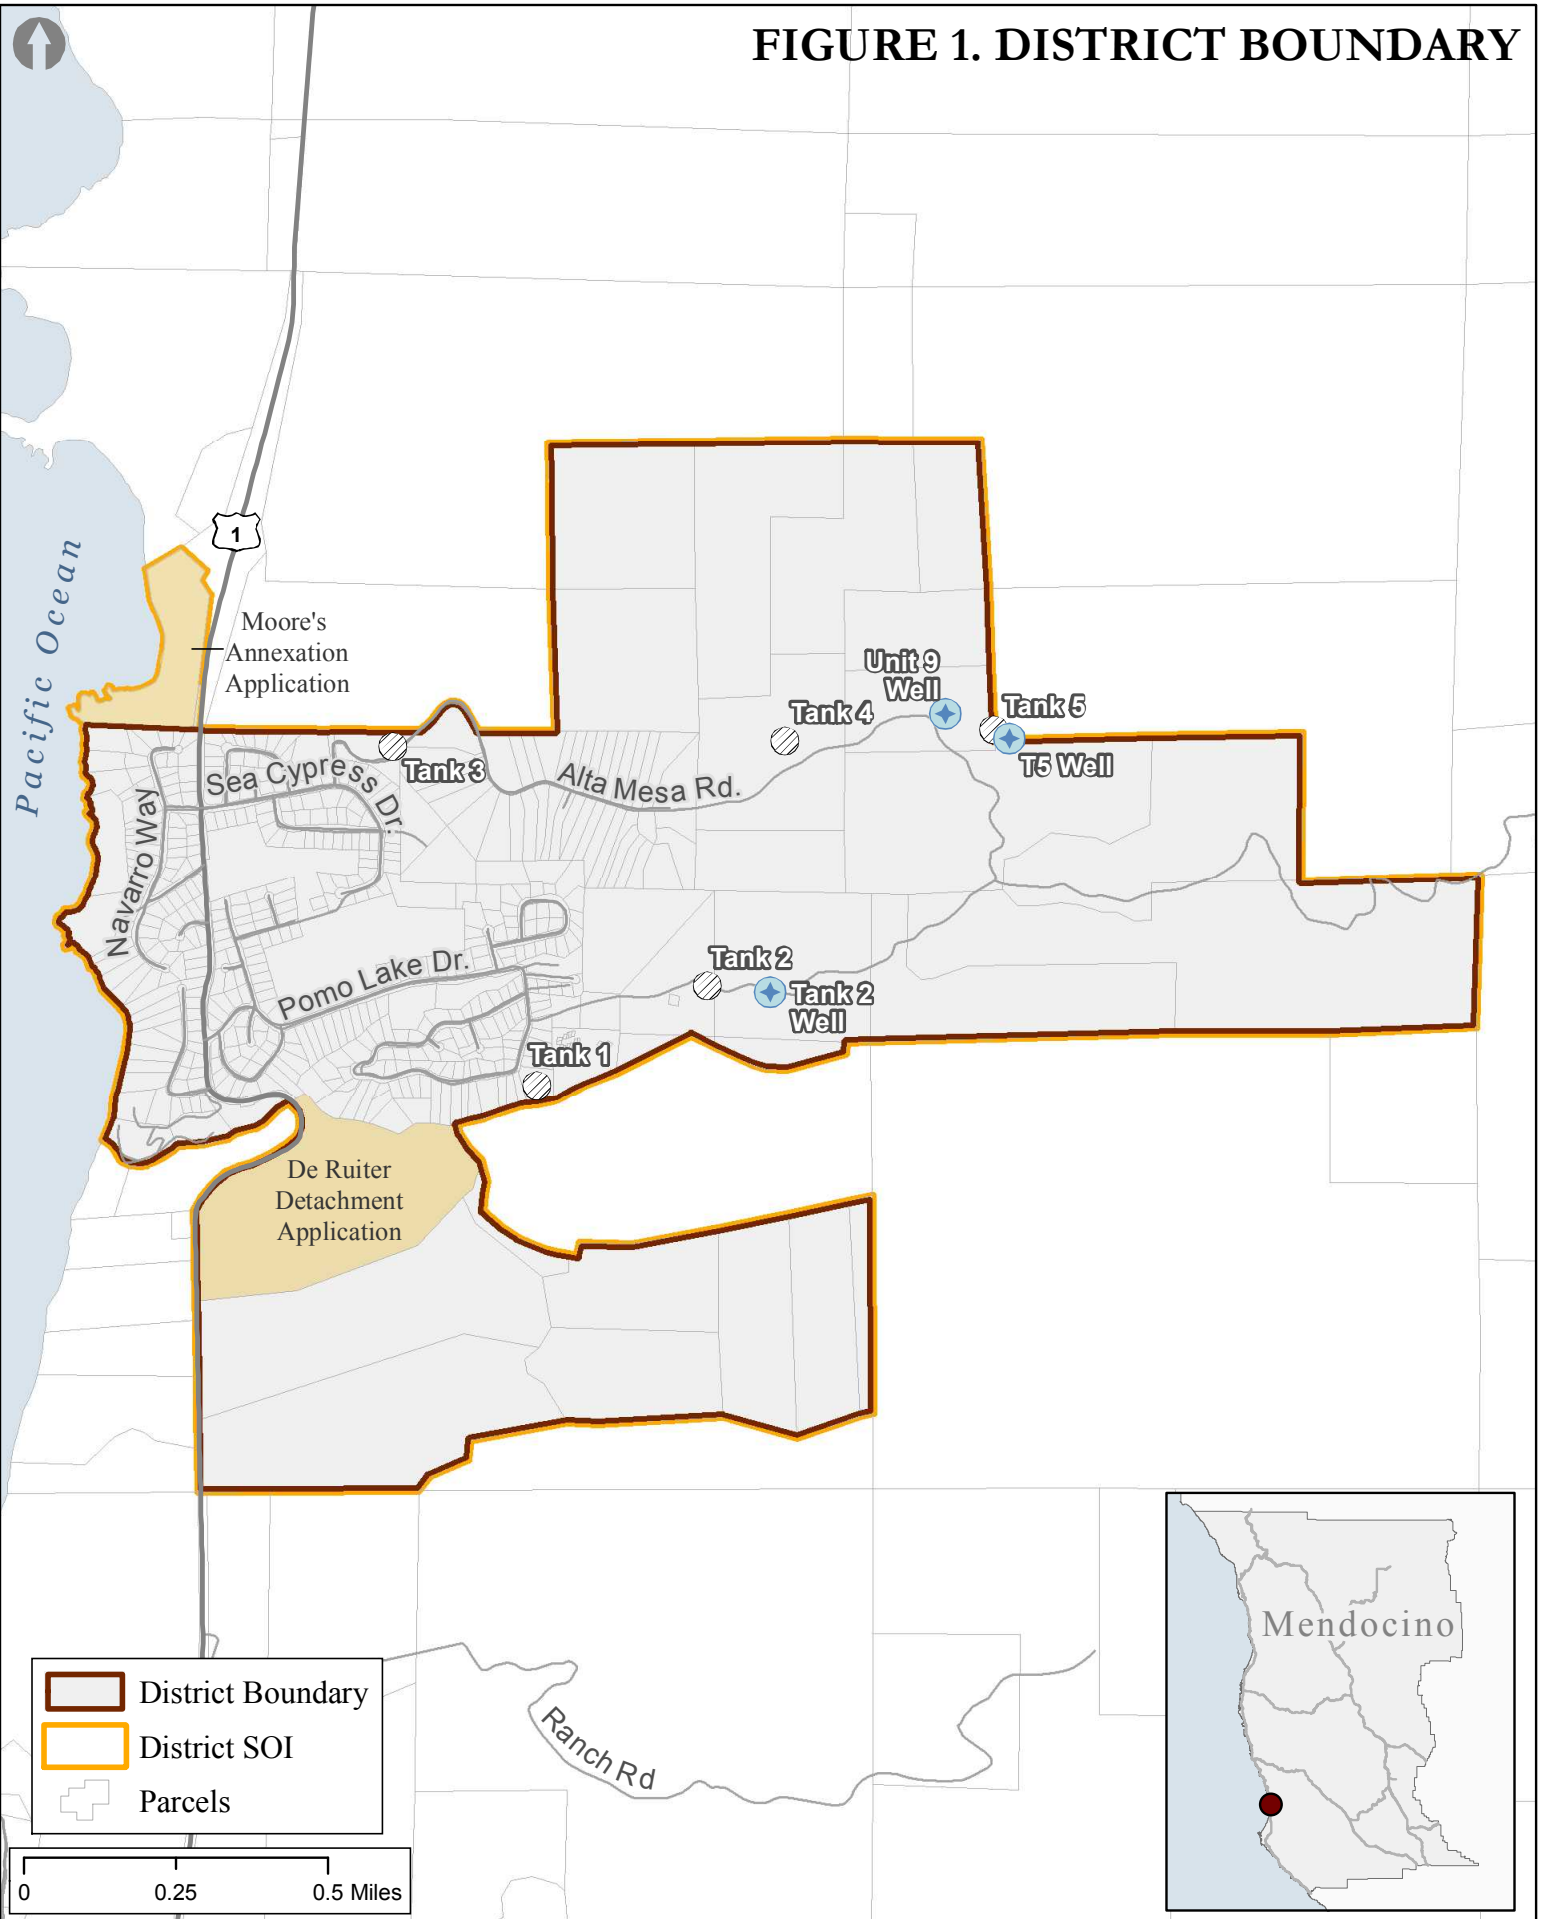 FIGURE 1. DISTRICT BOUNDARY
1
Pacific Ocean
Moore's
Annexation
Application
Unit 9
Well
Tank 5
Tank 4
T5 Well
Tank 3
Sea Cypress Dr.
Alta Mesa Rd.
Navarro Way
Pomo Lake Dr.
Tank 2
Tank 2
Well
Tank 1
De Ruiter
Detachment
Application
Mendocino
Ranch Rd
District Boundary
District SOI
Parcels
0 0.25 0.5 Miles